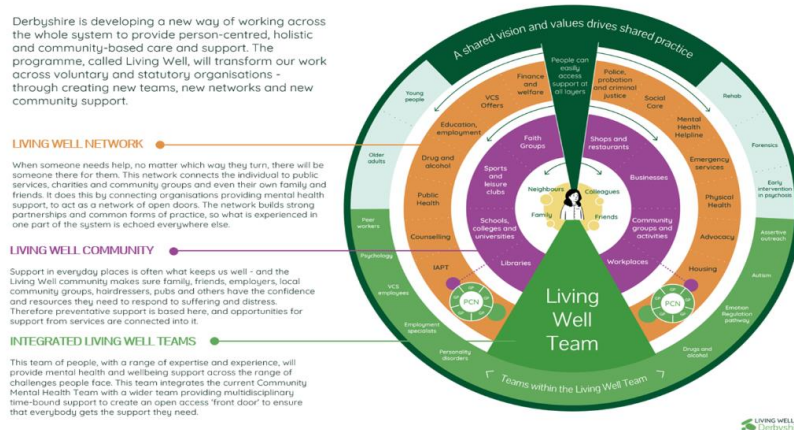 Derbyshire is developing a new way of working across
the whole system to provide person-centred, holistic
and community-based care and support. The
programme, called Living Well, will transform our work
across voluntary and statutory organisations -
through creating new teams, new networks and new
community support.
LIVING WELL NETWORK
When someone needs help, no matter which way they turn, there will be
someone there for them. This network connects the individual to public
services, charities and community groups and even their own family and
friends. It does this by connecting organisations providing mental health
support, to act as a network of open doors. The network builds strong
partnerships and common forms of practice, so what is experienced in
one part of the system is echoed everywhere else.
LIVING WELL COMMUNITY
Support in everyday places is often what keeps us well - and the
Living Well community makes sure family, friends, employers, local
community groups, hairdressers, pubs and others have the confidence
and resources they need to respond to suffering and distress.
Therefore preventative support is based here, and opportunities for
support from services are connected into it.
INTEGRATED LIVING WELL TEAMS
This team of people, with a range of expertise and experience, will
provide mental health and wellbeing support across the range of
challenges people face. This team integrates the current Community
Mental Health Team with a wider team providing multidisciplinary
time-bound support to create an open access 'front door' to ensure
that everybody gets the support they need.
A shared vision and values drives shared practice
People can
easily
access
support at
all layers
Young
people
Older
adults
Peer
workers
Psychology
VCS
employees
Employment
specialists
Personality
disorders
Rehab
Forensics
Early
intervention
in psychosis
Assertive
outreach
Autism
Emotion
Regulation
pathway
Drugs and
alcohol
Finance
and
welfare
VCS
Offers
Education,
employment
Drug and
alcohol
Public
Health
Counselling
IAPT
Police,
probation
and criminal
justice
Social
Care
Mental
Health
Helpline
Emergency
services
Physical
Health
Advocacy
Housing
Faith
Groups
Sports
and
leisure
clubs
Schools,
colleges and
universities
Libraries
Shops and
restaurants
Businesses
Community
groups and
activities
Workplaces
Neighbours
Colleagues
Family
Friends
PCN
PCN
Living
Well
Team
Teams within the Living Well Team
LIVING WELL